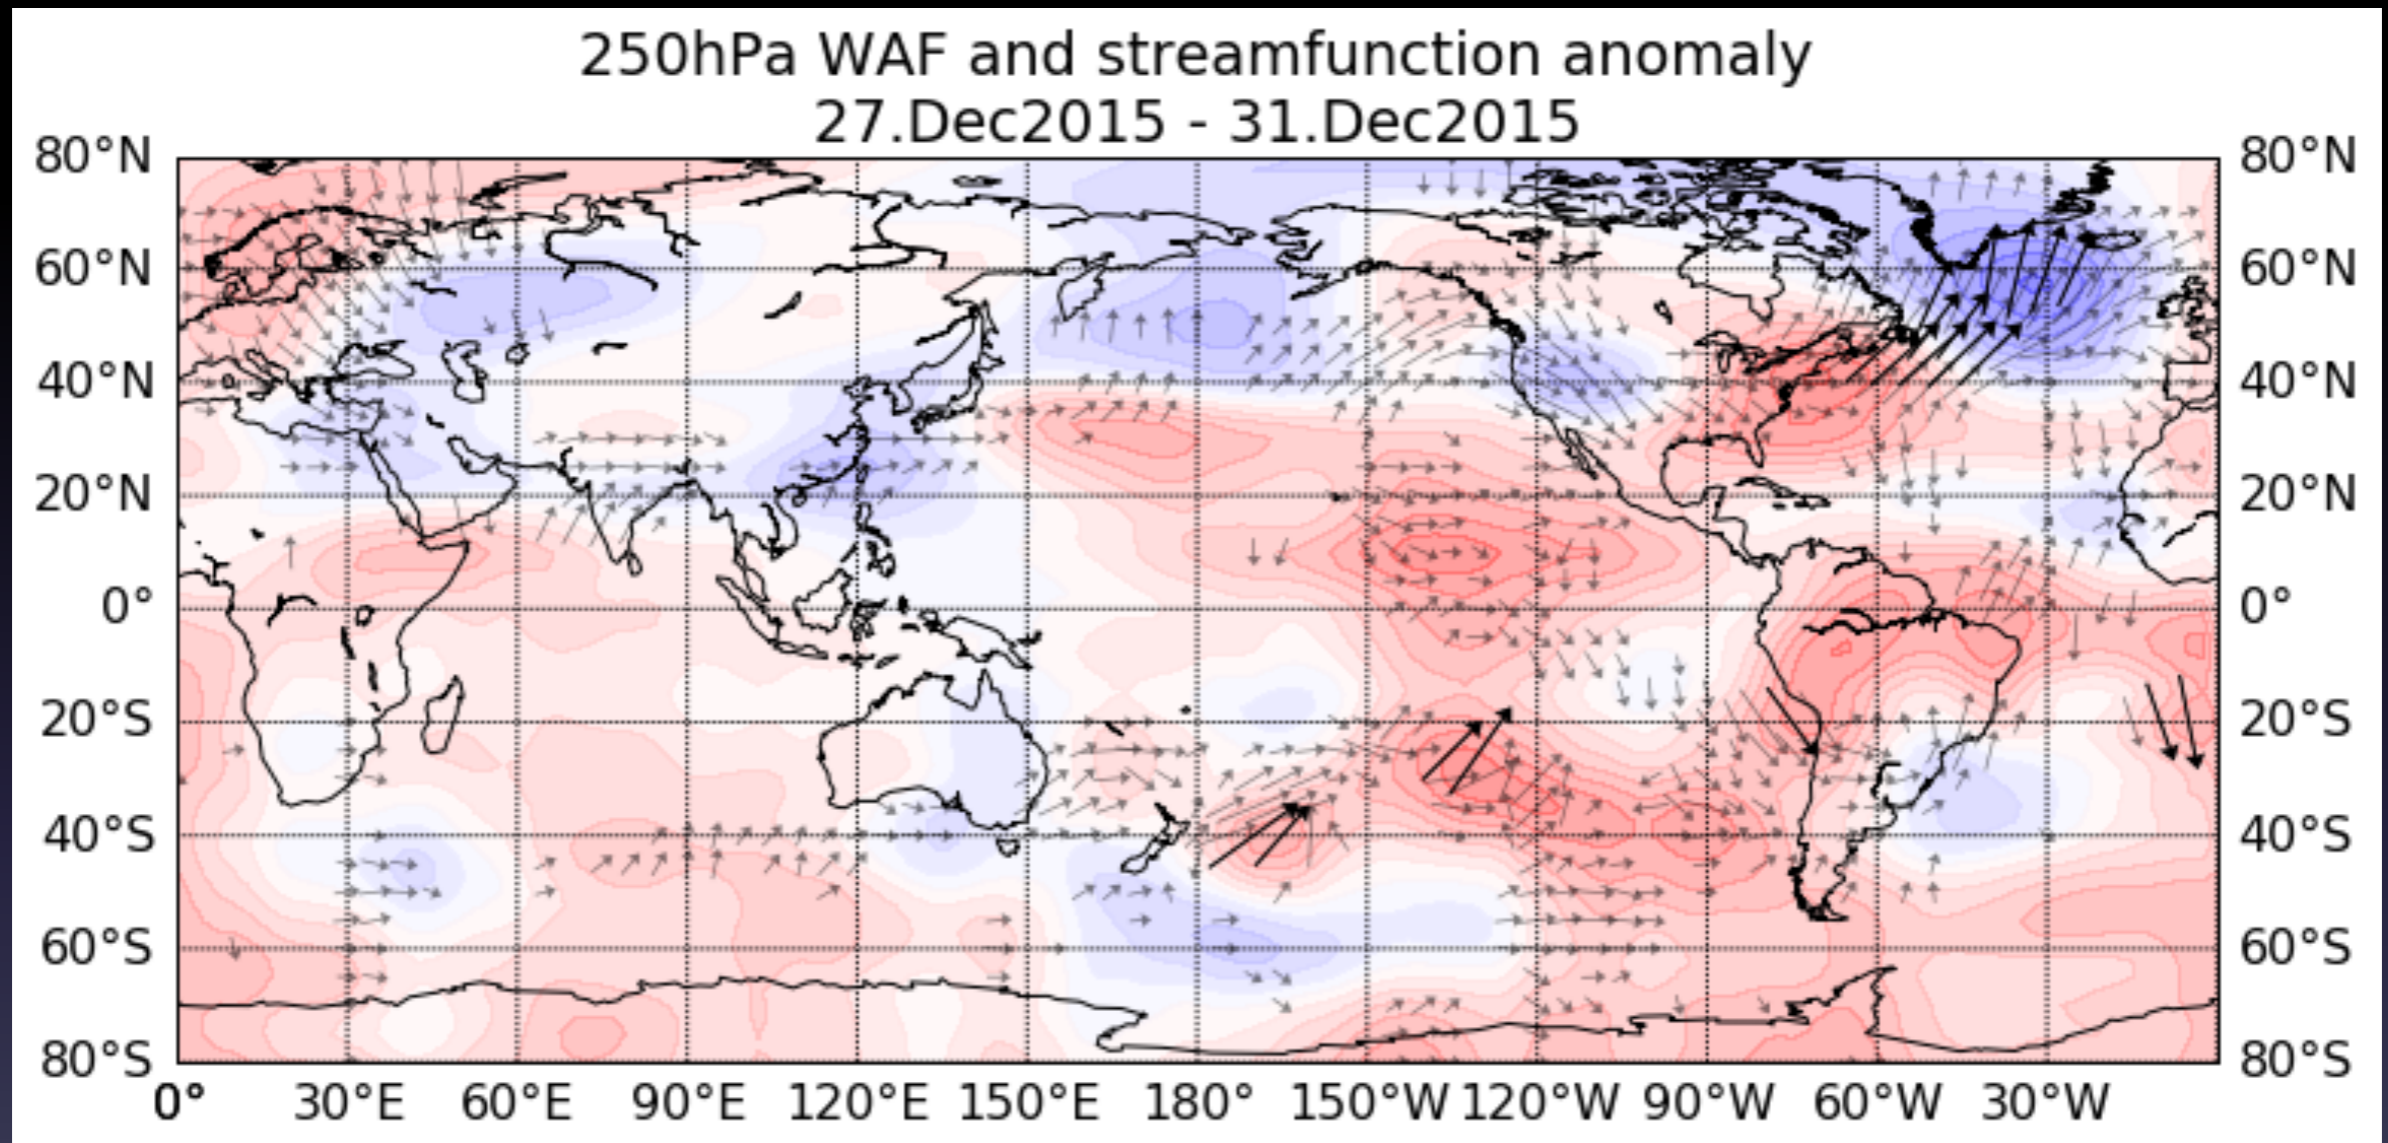 250hPa WAF and streamfunction anomaly
27.Dec2015 - 31.Dec2015
80°N 80°N
60°N 60°N
40°N 40°N
20°N 20°N
0° 0°
20°S 20°S
40°S 40°S
60°S 60°S
80°S 80°S
0° 30°E 60°E 90°E 120°E 150°E 180° 150°W 120°W 90°W 60°W 30°W